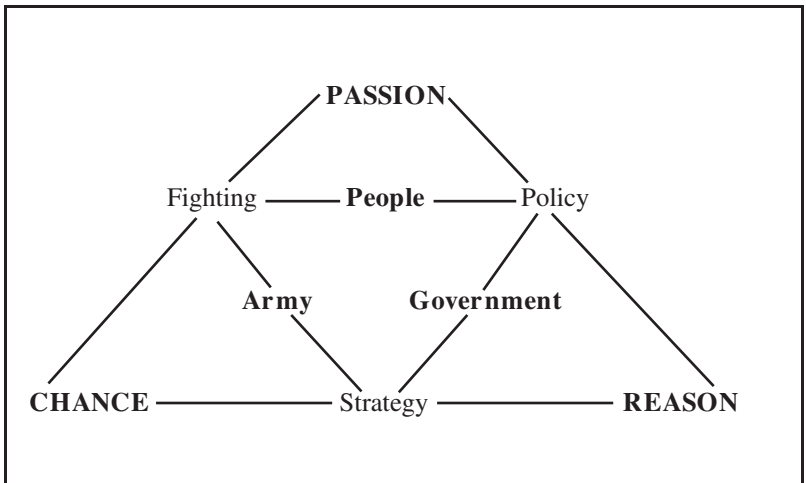 PASSION
Fighting People Policy
Army Government
CHANCE Strategy REASON